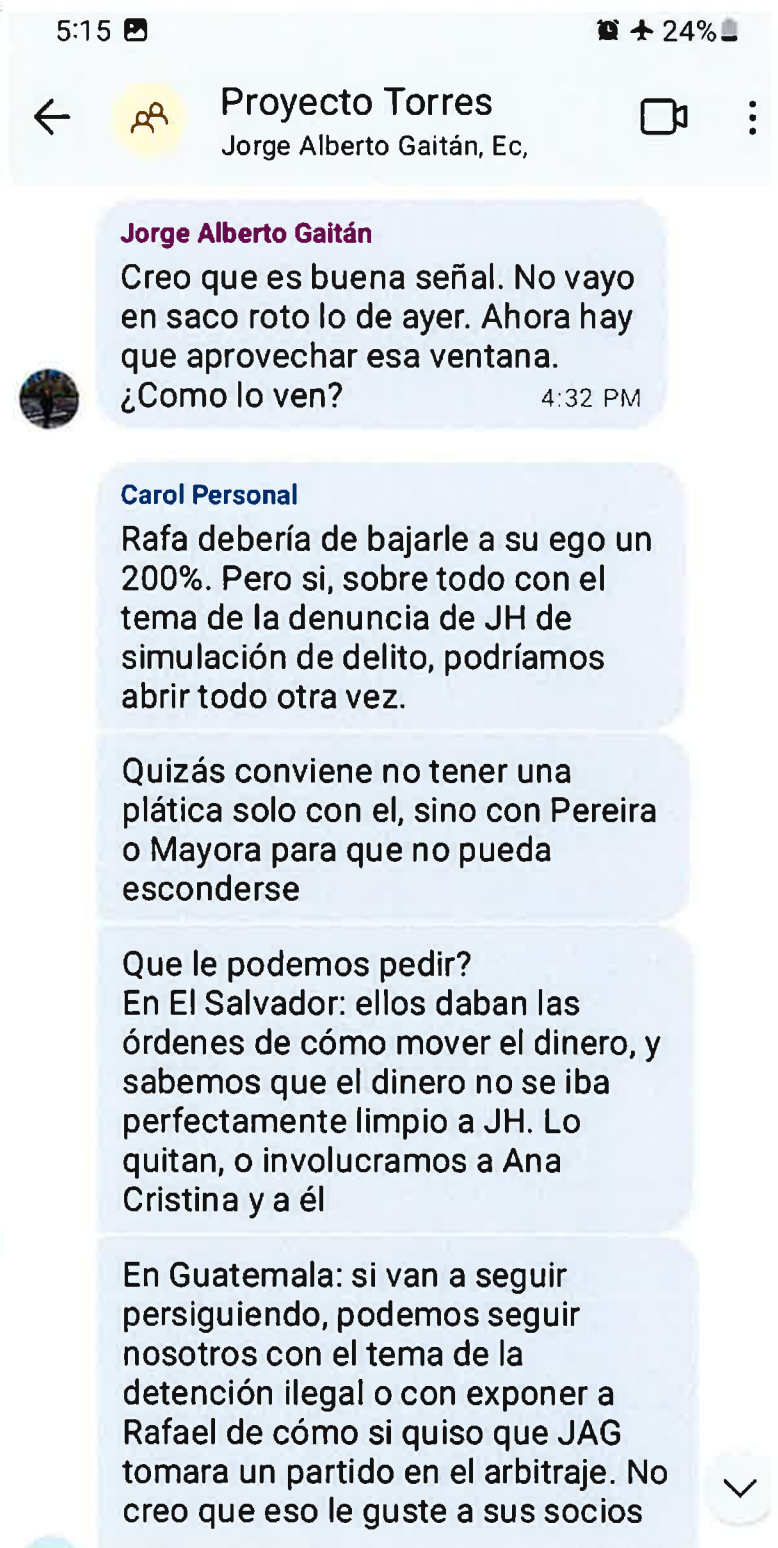 5:15 24%
Proyecto Torres
Jorge Alberto Gaitán, Ec,
Jorge Alberto Gaitán
Creo que es buena señal. No vayo
en saco roto lo de ayer. Ahora hay
que aprovechar esa ventana.
¿Como lo ven? 4:32 PM
Carol Personal
Rafa debería de bajarle a su ego un
200%. Pero si, sobre todo con el
tema de la denuncia de JH de
simulación de delito, podríamos
abrir todo otra vez.
Quizás conviene no tener una
plática solo con el, sino con Pereira
o Mayora para que no pueda
esconderse
Que le podemos pedir?
En El Salvador: ellos daban las
órdenes de cómo mover el dinero, y
sabemos que el dinero no se iba
perfectamente limpio a JH. Lo
quitan, o involucramos a Ana
Cristina y a él
En Guatemala: si van a seguir
persiguiendo, podemos seguir
nosotros con el tema de la
detención ilegal o con exponer a
Rafael de cómo si quiso que JAG
tomara un partido en el arbitraje. No
creo que eso le guste a sus socios